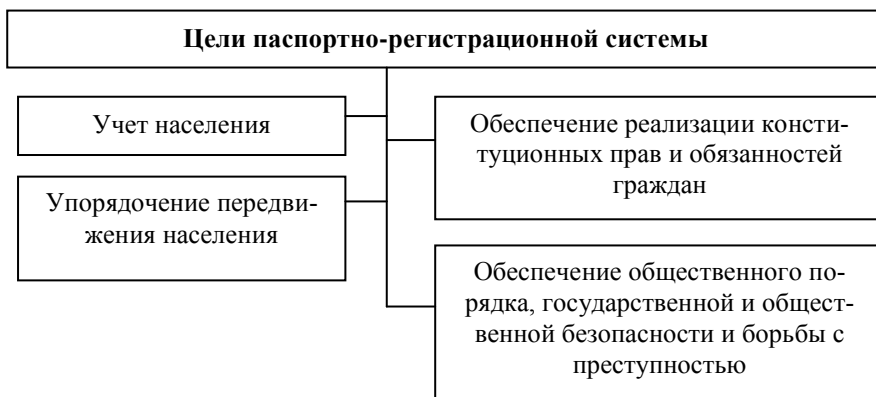 Цели паспортно-регистрационной системы
Учет населения
Упорядочение передви-
жения населения
Обеспечение реализации консти-
туционных прав и обязанностей
граждан
Обеспечение общественного по-
рядка, государственной и общест-
венной безопасности и борьбы с
преступностью